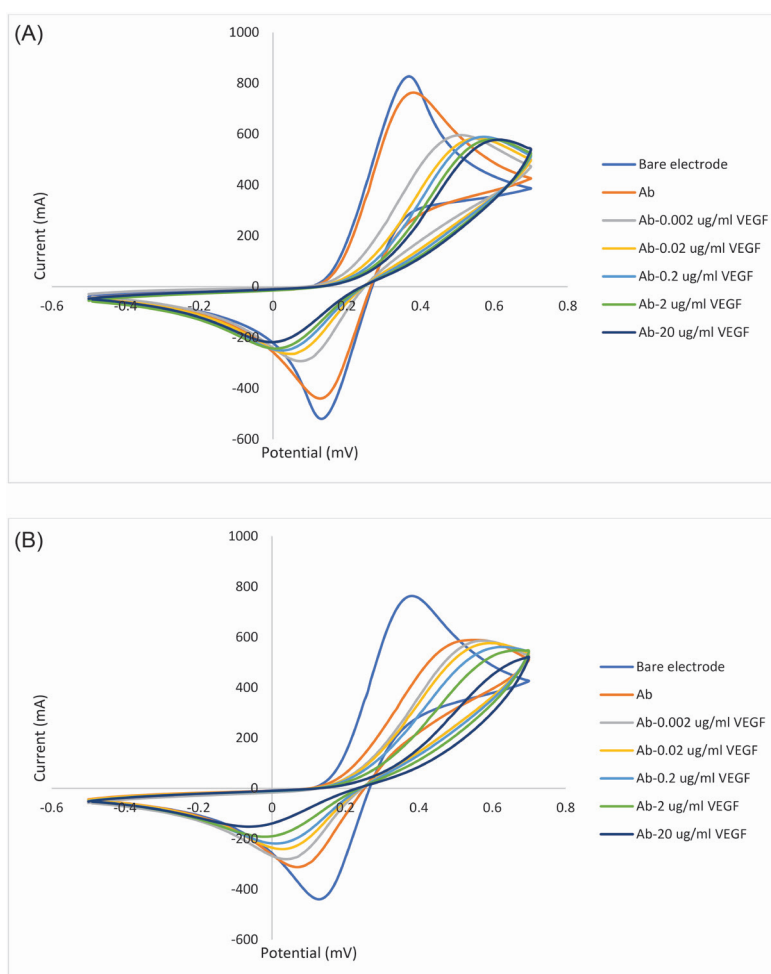 (A)
1000
800
600
400
200
0
-200
-400
-600
-0.6
-0.4
-0.2
0
0.2
0.4
0.6
0.8
Current (mA)
Potential (mV)
Bare electrode
Ab
Ab-0.002 ug/ml VEGF
Ab-0.02 ug/ml VEGF
Ab-0.2 ug/ml VEGF
Ab-2 ug/ml VEGF
Ab-20 ug/ml VEGF
(B)
1000
800
600
400
200
0
-200
-400
-600
-0.6
-0.4
-0.2
0
0.2
0.4
0.6
0.8
Current (mA)
Potential (mV)
Bare electrode
Ab
Ab-0.002 ug/ml VEGF
Ab-0.02 ug/ml VEGF
Ab-0.2 ug/ml VEGF
Ab-2 ug/ml VEGF
Ab-20 ug/ml VEGF